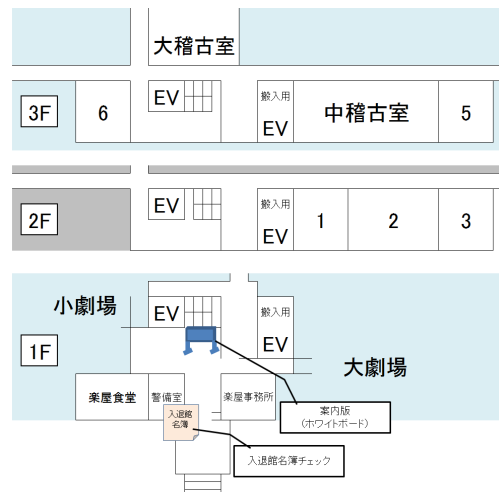 大稽古室
3F
6
EV
搬入用
EV
中稽古室
5
2F
EV
搬入用
EV
1
2
3
小劇場
1F
EV
搬入用
EV
大劇場
楽屋食堂
警備室
楽屋事務所
入退館
名簿
案内版
(ホワイトボード)
入退館名簿チェック